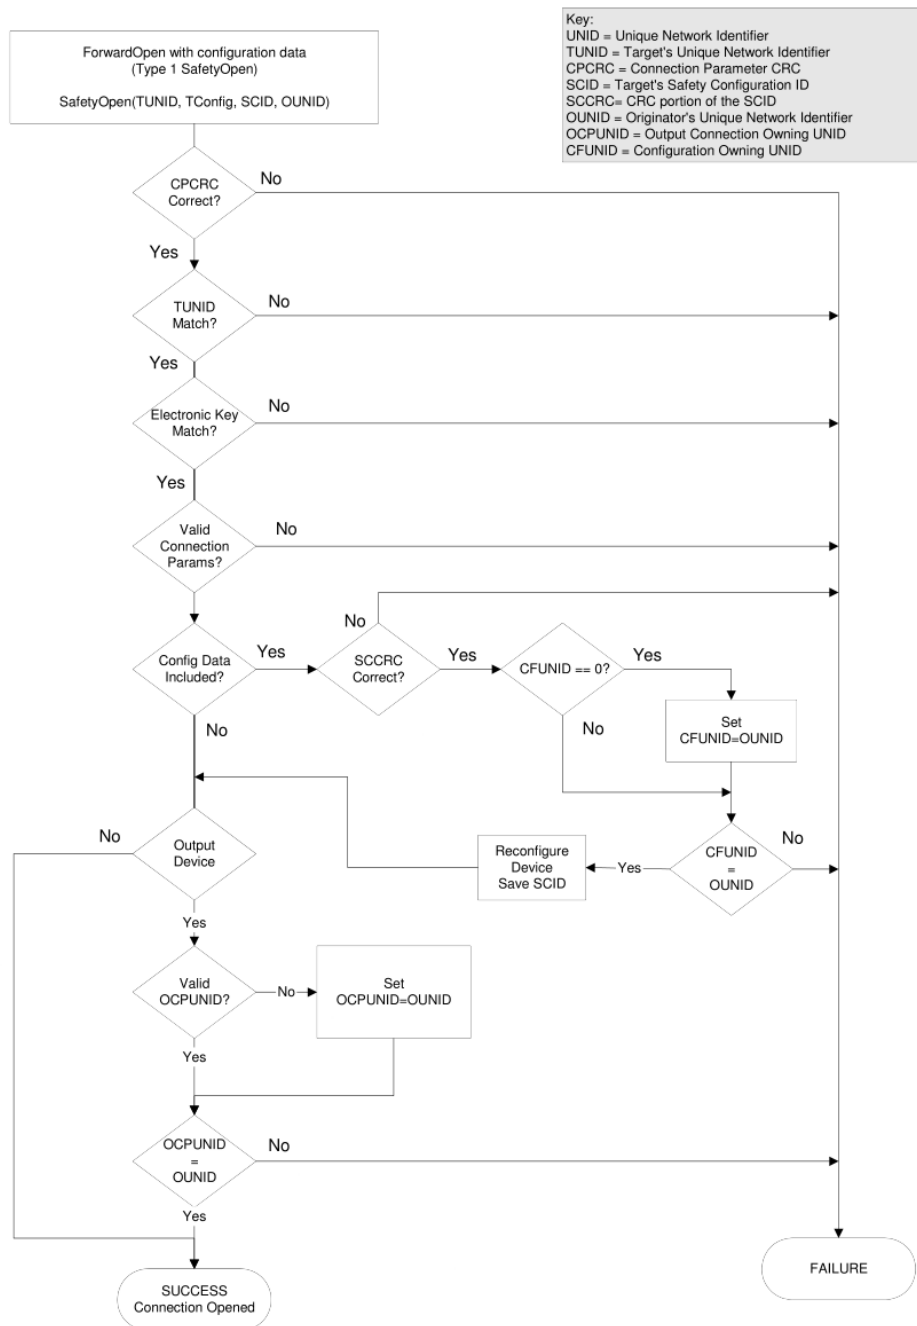 ForwardOpen with configuration data
(Type 1 SafetyOpen)
SafetyOpen(TUNID, TConfig, SCID, OUNID)
Key:
UNID = Unique Network Identifier
TUNID = Target's Unique Network Identifier
CPCRC = Connection Parameter CRC
SCID = Target's Safety Configuration ID
SCCRC= CRC portion of the SCID
OUNID = Originator's Unique Network Identifier
OCPUNID = Output Connection Owning UNID
CFUNID = Configuration Owning UNID
CPCRC
Correct?
No
Yes
TUNID
Match?
No
Yes
Electronic Key
Match?
No
Yes
Valid
Connection
Params?
No
Config Data
Included?
Yes
No
SCCRC
Correct?
No
Yes
CFUNID == 0?
Yes
No
Set
CFUNID=OUNID
CFUNID
=
OUNID
No
Yes
Reconfigure
Device
Save SCID
Output
Device
No
Yes
Valid
OCPUNID?
No
Set
OCPUNID=OUNID
Yes
OCPUNID
=
OUNID
No
Yes
SUCCESS
Connection Opened
FAILURE